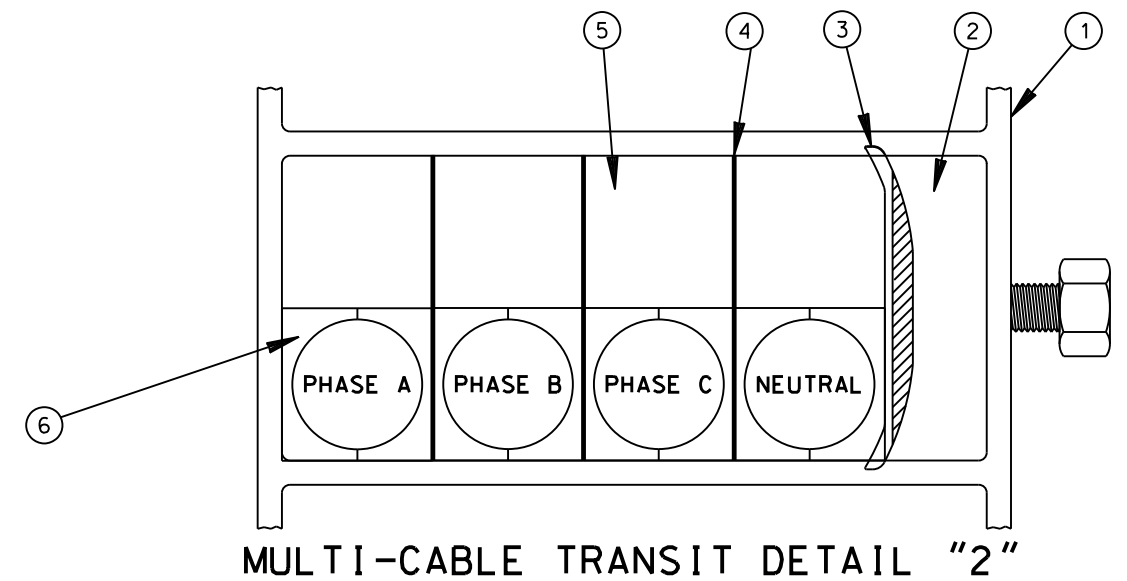 5 4 3 2 1
PHASE A PHASE B PHASE C NEUTRAL
6
MULTI-CABLE TRANSIT DETAIL "2"